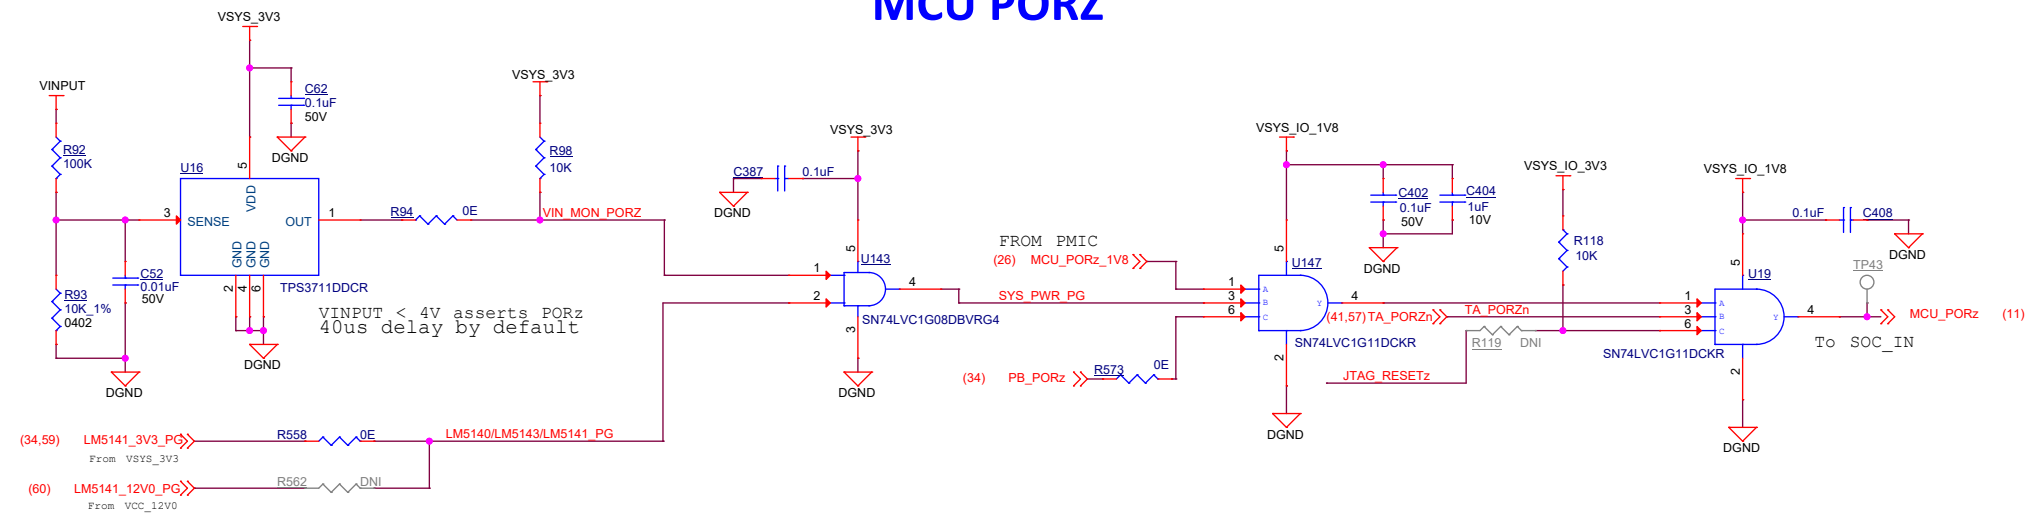 MCU PORZ
VSYS_3V3
VINPUT
C62
0.1uF
50V
DGND
R92
100K
U16
5
VDD
3
SENSE
OUT
1
GND
GND
GND
2
4
6
TPS3711DDCR
C52
0.01uF
50V
R93
10K_1%
0402
DGND
DGND
VINPUT < 4V asserts PORz
40us delay by default
VSYS_3V3
R98
10K
R94
0E
VIN_MON_PORZ
VSYS_3V3
C387
0.1uF
DGND
5
U143
1
2
4
3
SN74LVC1G08DBVRG4
DGND
SYS_PWR_PG
(34,59)
LM5141_3V3_PG
From VSYS_3V3
R558
0E
LM5140/LM5143/LM5141_PG
(60)
LM5141_12V0_PG
From VCC_12V0
R562
DNI
FROM PMIC
(26)
MCU_PORz_1V8
(34)
PB_PORz
R573
0E
VSYS_IO_1V8
C402
0.1uF
50V
C404
1uF
10V
DGND
5
U147
1
A
3
B
6
C
Y
4
2
SN74LVC1G11DCKR
DGND
(41,57)
TA_PORZn
TA_PORZn
R119
DNI
JTAG_RESETz
VSYS_IO_3V3
R118
10K
VSYS_IO_1V8
0.1uF
C408
DGND
5
U19
1
A
3
B
6
C
Y
4
2
SN74LVC1G11DCKR
DGND
TP43
MCU_PORz
(11)
To SOC_IN